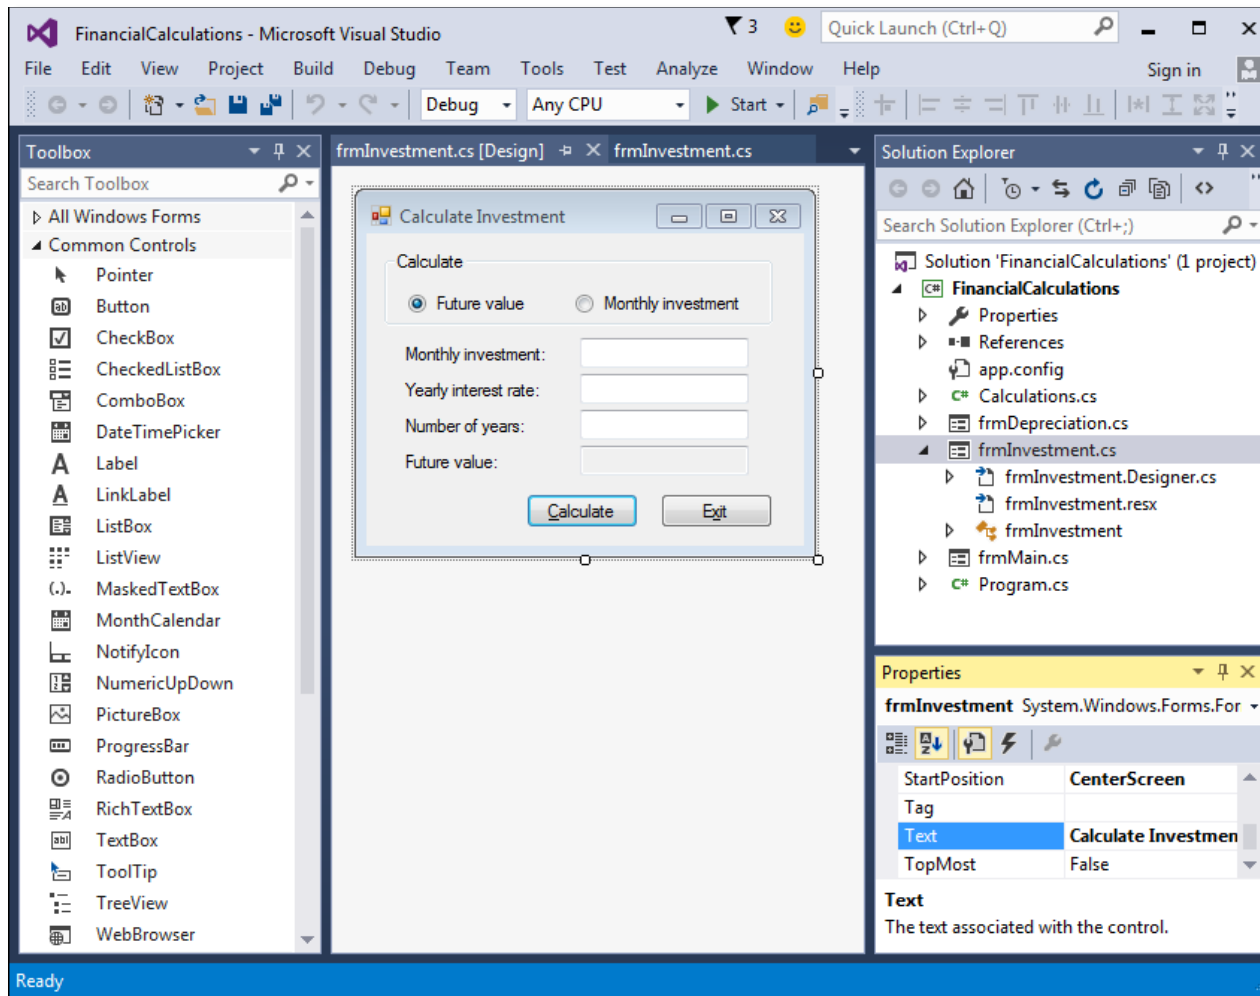 FinancialCalculations - Microsoft Visual Studio
3
Quick Launch (Ctrl+Q)
File Edit View Project Build Debug Team Tools Test Analyze Window Help
Sign in
Debug Any CPU Start
Toolbox
Search Toolbox
All Windows Forms
Common Controls
Pointer
Button
CheckBox
CheckedListBox
ComboBox
DateTimePicker
Label
LinkLabel
ListBox
ListView
MaskedTextBox
MonthCalendar
NotifyIcon
NumericUpDown
PictureBox
ProgressBar
RadioButton
RichTextBox
TextBox
ToolTip
TreeView
WebBrowser
frmInvestment.cs [Design] frmInvestment.cs
Calculate Investment
Calculate
Future value Monthly investment
Monthly investment:
Yearly interest rate:
Number of years:
Future value:
Calculate Exit
Solution Explorer
Search Solution Explorer (Ctrl+;)
Solution 'FinancialCalculations' (1 project)
FinancialCalculations
Properties
References
app.config
Calculations.cs
frmDepreciation.cs
frmInvestment.cs
frmInvestment.Designer.cs
frmInvestment.resx
frmInvestment
frmMain.cs
Program.cs
Properties
frmInvestment System.Windows.Forms.For
StartPosition CenterScreen
Tag
Text Calculate Investmen
TopMost False
Text
The text associated with the control.
Ready